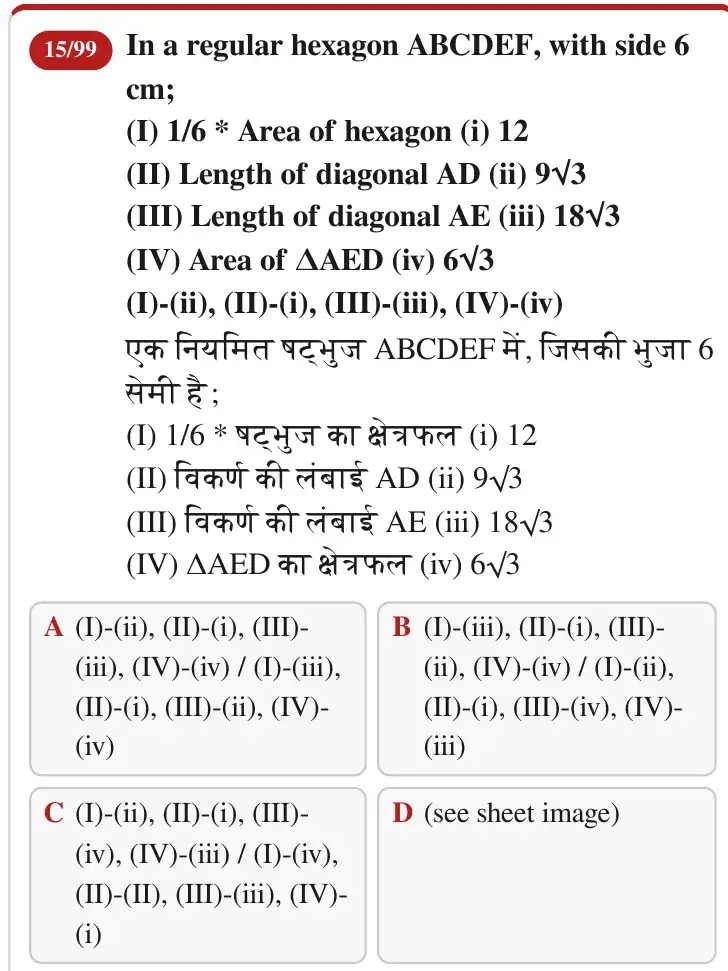 15/99 In a regular hexagon ABCDEF, with side 6
cm;
(I) 1/6 * Area of hexagon (i) 12
(II) Length of diagonal AD (ii) 9√3
(III) Length of diagonal AE (iii) 18√3
(IV) Area of ΔAED (iv) 6√3
(I)-(ii), (II)-(i), (III)-(iii), (IV)-(iv)
एक नियमित षट्भुज ABCDEF में, जिसकी भुजा 6
सेमी है ;
(I) 1/6 * षट्भुज का क्षेत्रफल (i) 12
(II) विकर्ण की लंबाई AD (ii) 9√3
(III) विकर्ण की लंबाई AE (iii) 18√3
(IV) ΔAED का क्षेत्रफल (iv) 6√3
A (I)-(ii), (II)-(i), (III)-
(iii), (IV)-(iv) / (I)-(iii),
(II)-(i), (III)-(ii), (IV)-
(iv)
B (I)-(iii), (II)-(i), (III)-
(ii), (IV)-(iv) / (I)-(ii),
(II)-(i), (III)-(iv), (IV)-
(iii)
C (I)-(ii), (II)-(i), (III)-
(iv), (IV)-(iii) / (I)-(iv),
(II)-(II), (III)-(iii), (IV)-
(i)
D (see sheet image)